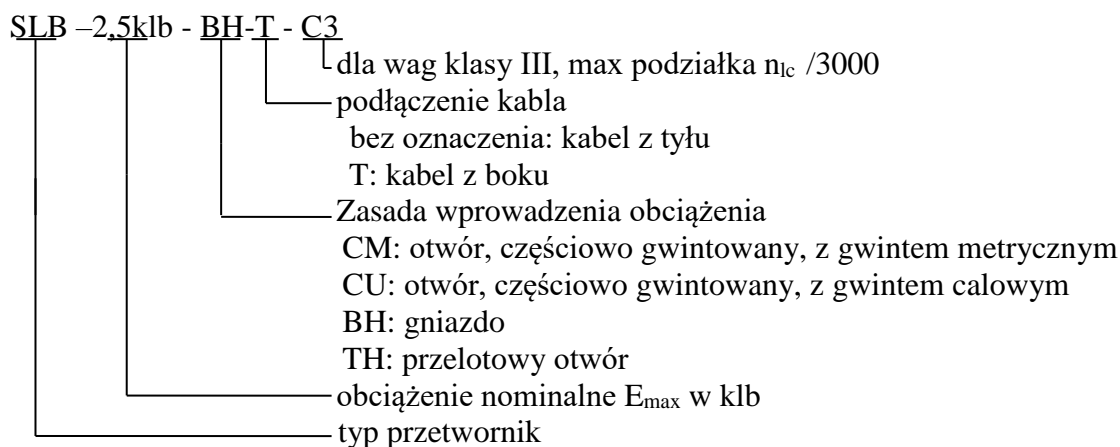 SLB –2,5klb - BH-T - C3
dla wag klasy III, max podziałka nlc /3000
podłączenie kabla
bez oznaczenia: kabel z tyłu
T: kabel z boku
Zasada wprowadzenia obciążenia
CM: otwór, częściowo gwintowany, z gwintem metrycznym
CU: otwór, częściowo gwintowany, z gwintem calowym
BH: gniazdo
TH: przelotowy otwór
obciążenie nominalne Emax w klb
typ przetwornik